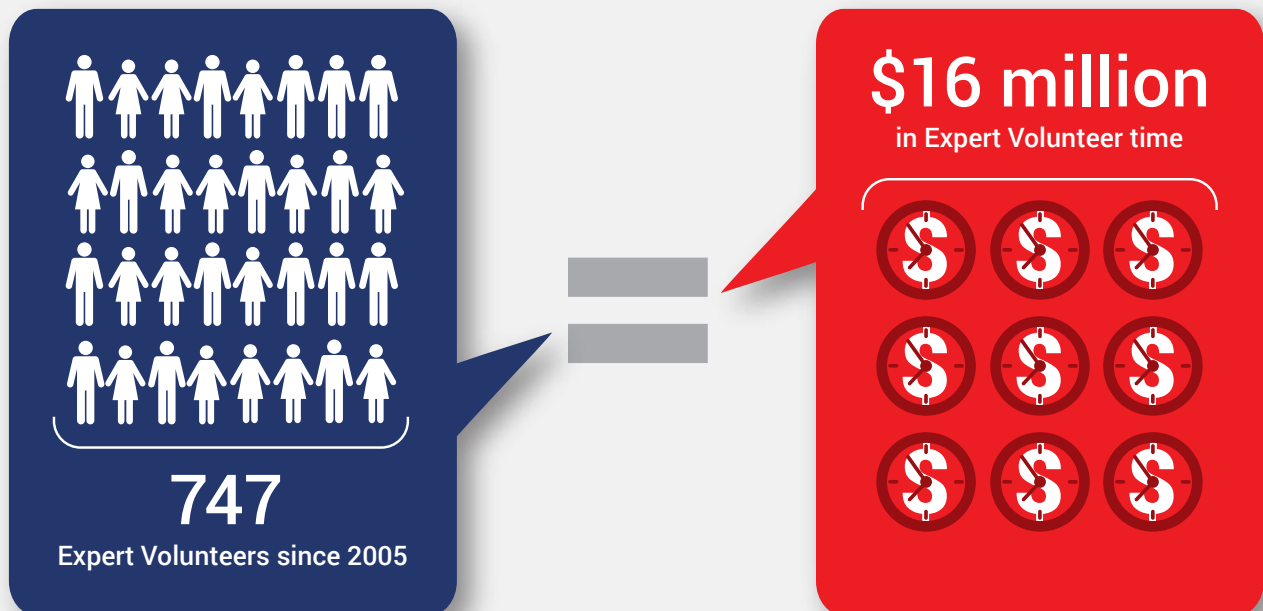 747
Expert Volunteers since 2005
$16 million
in Expert Volunteer time
$ $ $
$ $ $
$ $ $